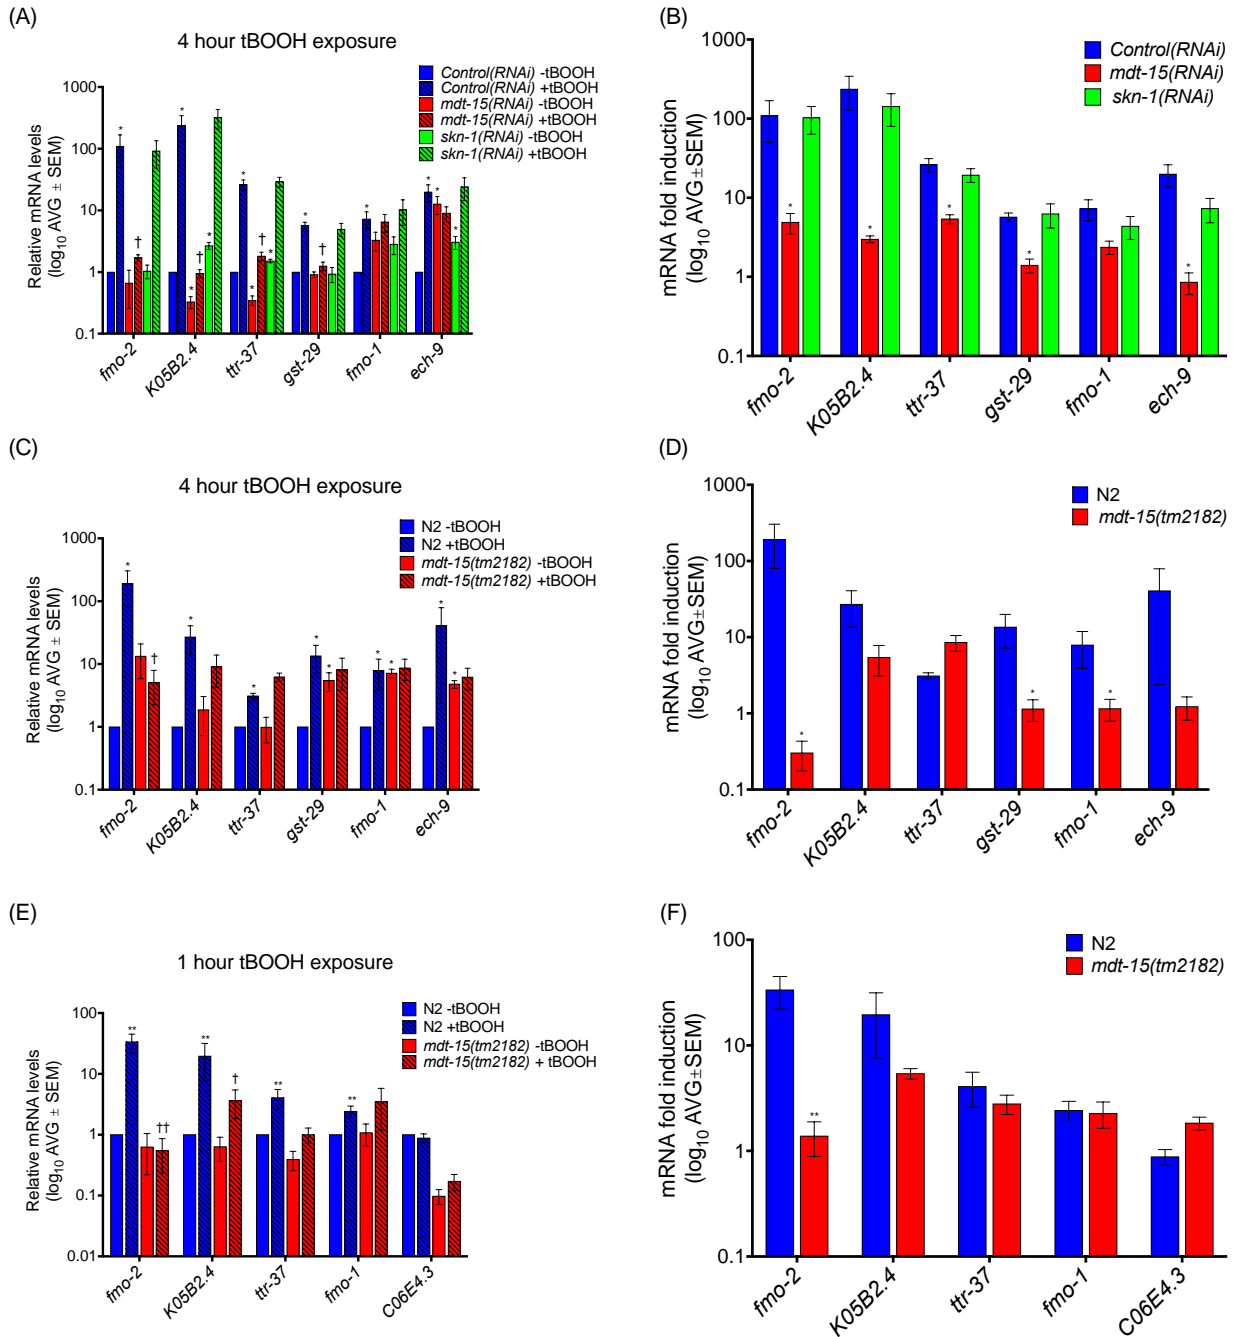 (A)
4 hour tBOOH exposure
Relative mRNA levels
(log10 AVG ± SEM)
1000
100
10
1
0.1
Control(RNAi) -tBOOH
Control(RNAi) +tBOOH
mdt-15(RNAi) -tBOOH
mdt-15(RNAi) +tBOOH
skn-1(RNAi) -tBOOH
skn-1(RNAi) +tBOOH
* * † * * † * * * † * * † * * * *
fmo-2
K05B2.4
ttr-37
gst-29
fmo-1
ech-9
(B)
mRNA fold induction
(log10 AVG±SEM)
1000
100
10
1
0.1
Control(RNAi)
mdt-15(RNAi)
skn-1(RNAi)
* * * * *
fmo-2
K05B2.4
ttr-37
gst-29
fmo-1
ech-9
(C)
4 hour tBOOH exposure
Relative mRNA levels
(log10 AVG ± SEM)
1000
100
10
1
0.1
N2 -tBOOH
N2 +tBOOH
mdt-15(tm2182) -tBOOH
mdt-15(tm2182) +tBOOH
* † * * * * * * * *
fmo-2
K05B2.4
ttr-37
gst-29
fmo-1
ech-9
(D)
mRNA fold induction
(log10 AVG±SEM)
1000
100
10
1
0.1
N2
mdt-15(tm2182)
* * *
fmo-2
K05B2.4
ttr-37
gst-29
fmo-1
ech-9
(E)
1 hour tBOOH exposure
Relative mRNA levels
(log10 AVG ± SEM)
100
10
1
0.1
0.01
N2 -tBOOH
N2 +tBOOH
mdt-15(tm2182) -tBOOH
mdt-15(tm2182) + tBOOH
** †† ** † ** **
fmo-2
K05B2.4
ttr-37
fmo-1
C06E4.3
(F)
mRNA fold induction
(log10 AVG±SEM)
100
10
1
0.1
N2
mdt-15(tm2182)
**
fmo-2
K05B2.4
ttr-37
fmo-1
C06E4.3